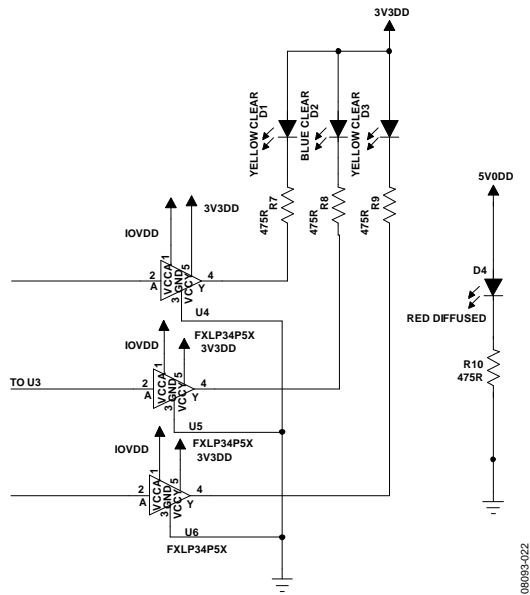 3V3DD
YELLOW CLEAR
D1
BLUE CLEAR
D2
YELLOW CLEAR
D3
475R
R7
475R
R8
475R
R9
5V0DD
D4
RED DIFFUSED
R10
475R
IOVDD
3V3DD
2
A
VCCA
1
3
GND
VCCY
5
4
Y
U4
FXLP34P5X
IOVDD
3V3DD
TO U3
2
A
VCCA
1
3
GND
VCCY
5
4
Y
U5
FXLP34P5X
IOVDD
3V3DD
2
A
VCCA
1
3
GND
VCCY
5
4
Y
U6
FXLP34P5X
08093-022